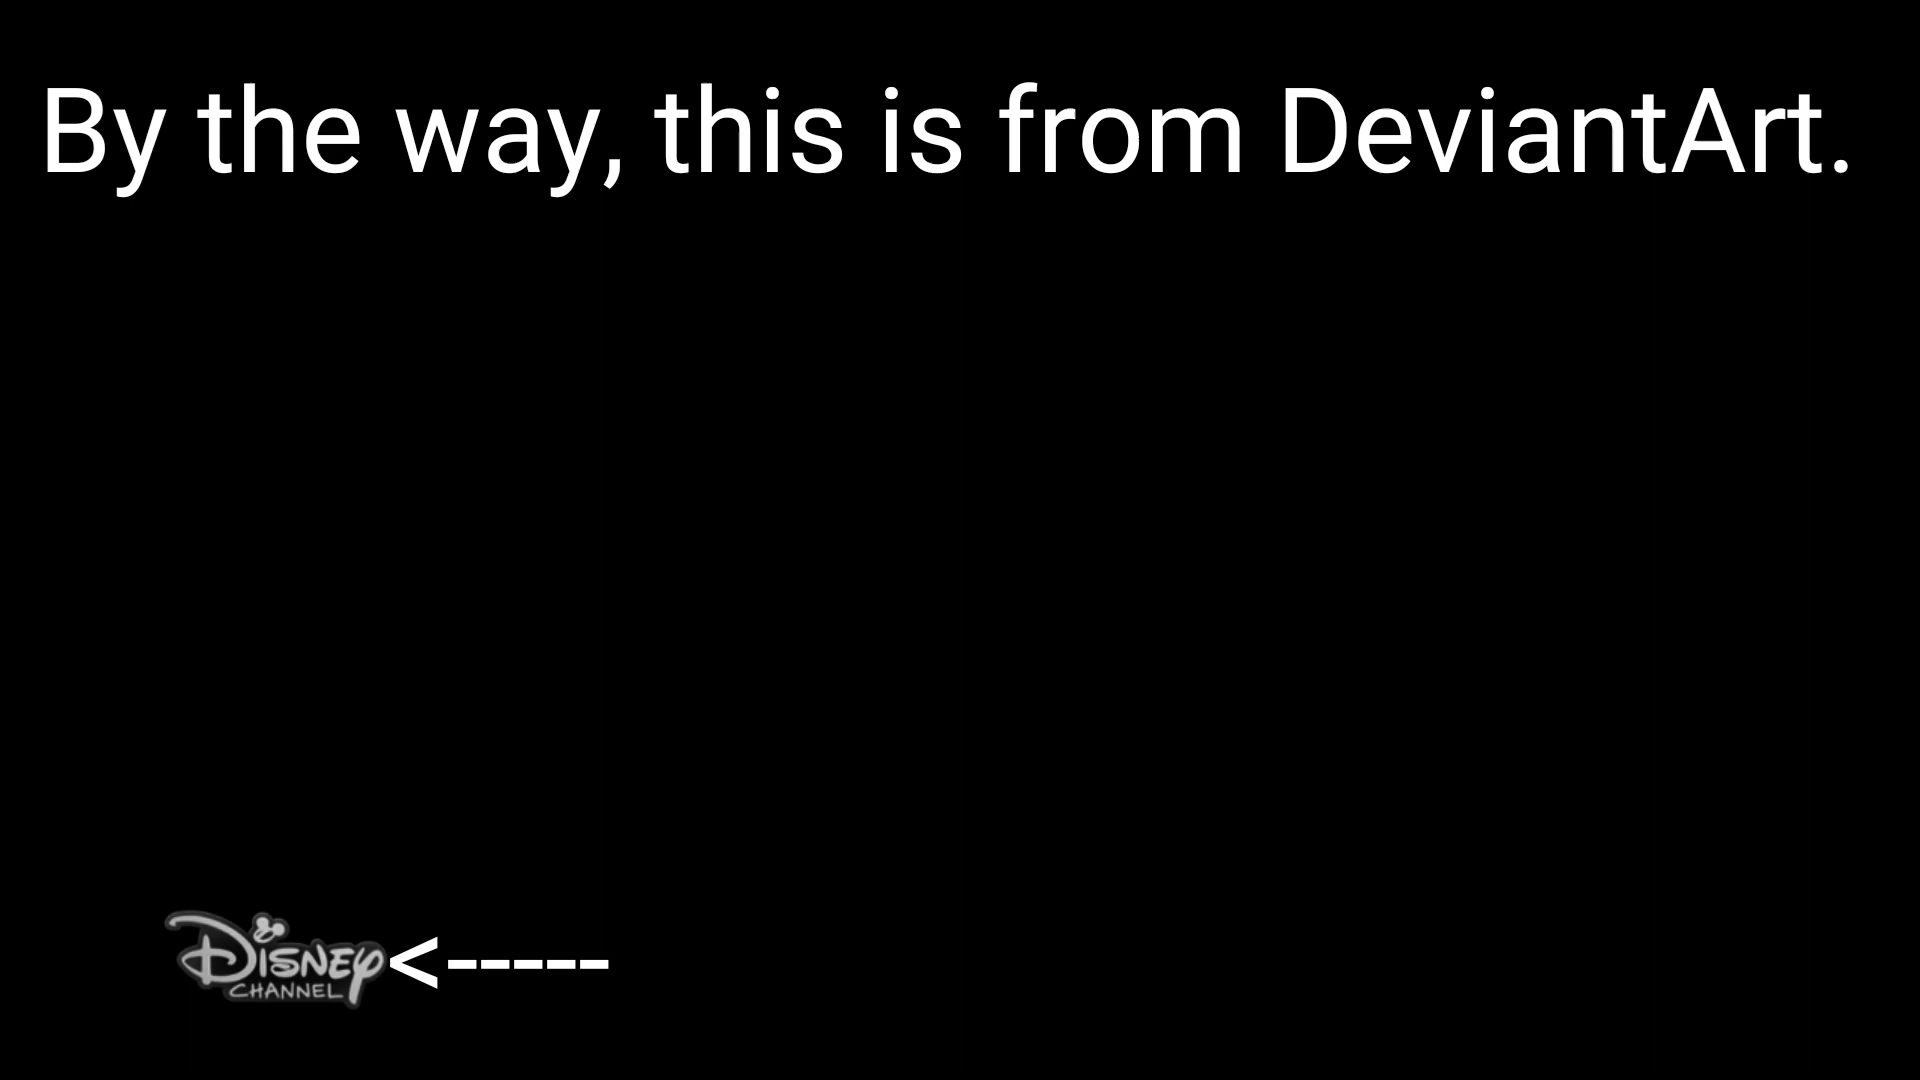 By the way, this is from DeviantArt.
DISNEY<-----
CHANNEL